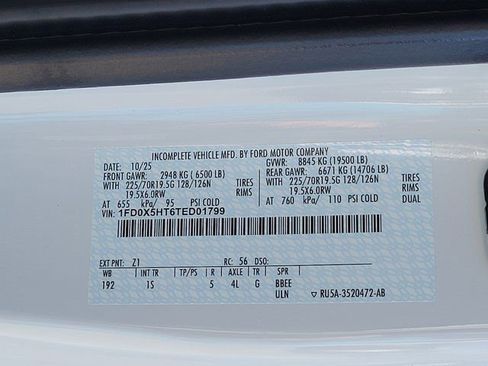 INCOMPLETE VEHICLE MFD. BY FORD MOTOR COMPANY
DATE: 10/25 GVWR: 8845 KG (19500 LB)
FRONT GAWR: 2948 KG (6500 LB) REAR GAWR: 6671 KG (14706 LB)
WITH 225/70R19.5G 128/126N TIRES WITH 225/70R19.5G 128/126N TIRES
19.5X6.0RW RIMS 19.5X6.0RW RIMS
AT 655 kPa/ 95 PSI COLD AT 760 kPa/ 110 PSI COLD DUAL
VIN: 1FD0X5HT6TED01799
EXT PNT: Z1 RC: 56 DSO:
WB INT TR TP/PS R AXLE TR SPR
192 1S 5 4L G BBEE
ULN ▽ RU5A-3520472-AB